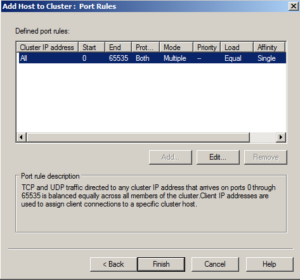 Add Host to Cluster : Port Rules
Defined port rules:
Cluster IP address Start End Prot... Mode Priority Load Affinity
All 0 65535 Both Multiple -- Equal Single
Add... Edit... Remove
Port rule description
TCP and UDP traffic directed to any cluster IP address that arrives on ports 0 through
65535 is balanced equally across all members of the cluster.Client IP addresses are
used to assign client connections to a specific cluster host.
< Back Finish Cancel Help